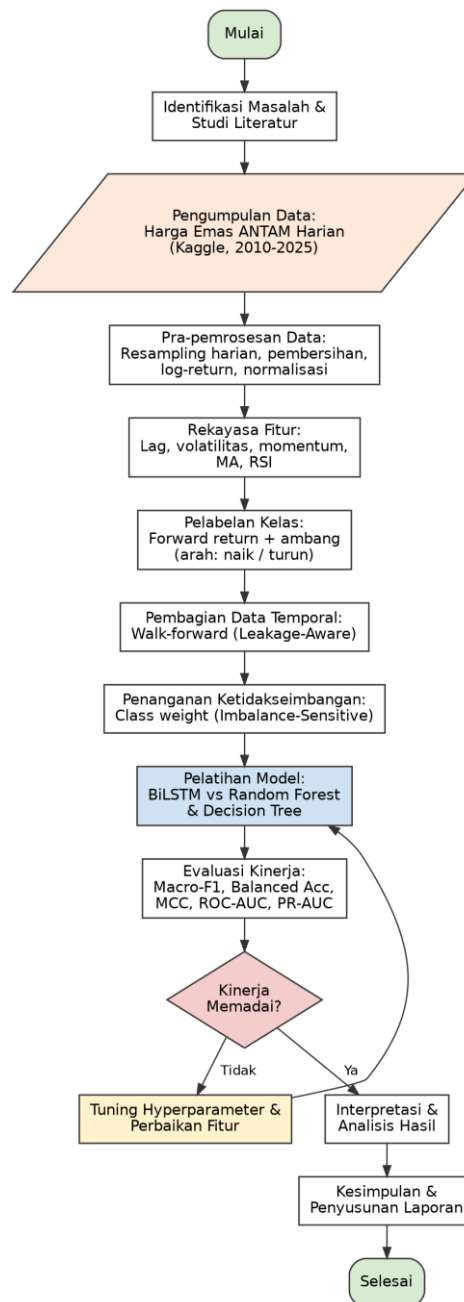 Mulai
Identifikasi Masalah &
Studi Literatur
Pengumpulan Data:
Harga Emas ANTAM Harian
(Kaggle, 2010-2025)
Pra-pemrosesan Data:
Resampling harian, pembersihan,
log-return, normalisasi
Rekayasa Fitur:
Lag, volatilitas, momentum,
MA, RSI
Pelabelan Kelas:
Forward return + ambang
(arah: naik / turun)
Pembagian Data Temporal:
Walk-forward (Leakage-Aware)
Penanganan Ketidakseimbangan:
Class weight (Imbalance-Sensitive)
Pelatihan Model:
BiLSTM vs Random Forest
& Decision Tree
Evaluasi Kinerja:
Macro-F1, Balanced Acc,
MCC, ROC-AUC, PR-AUC
Kinerja
Memadai?
Tidak
Ya
Tuning Hyperparameter &
Perbaikan Fitur
Interpretasi &
Analisis Hasil
Kesimpulan &
Penyusunan Laporan
Selesai